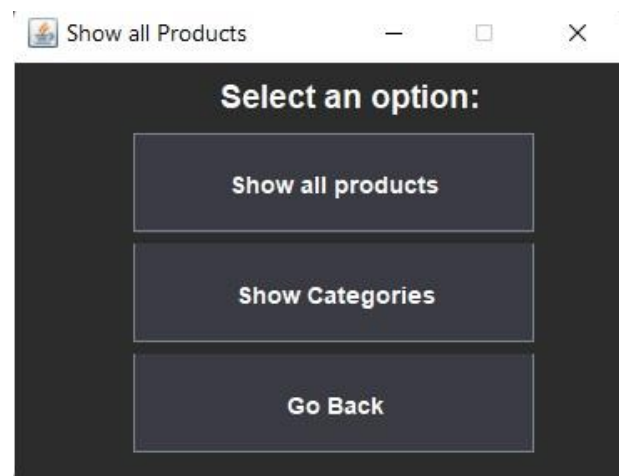 Show all Products
Select an option:
Show all products
Show Categories
Go Back